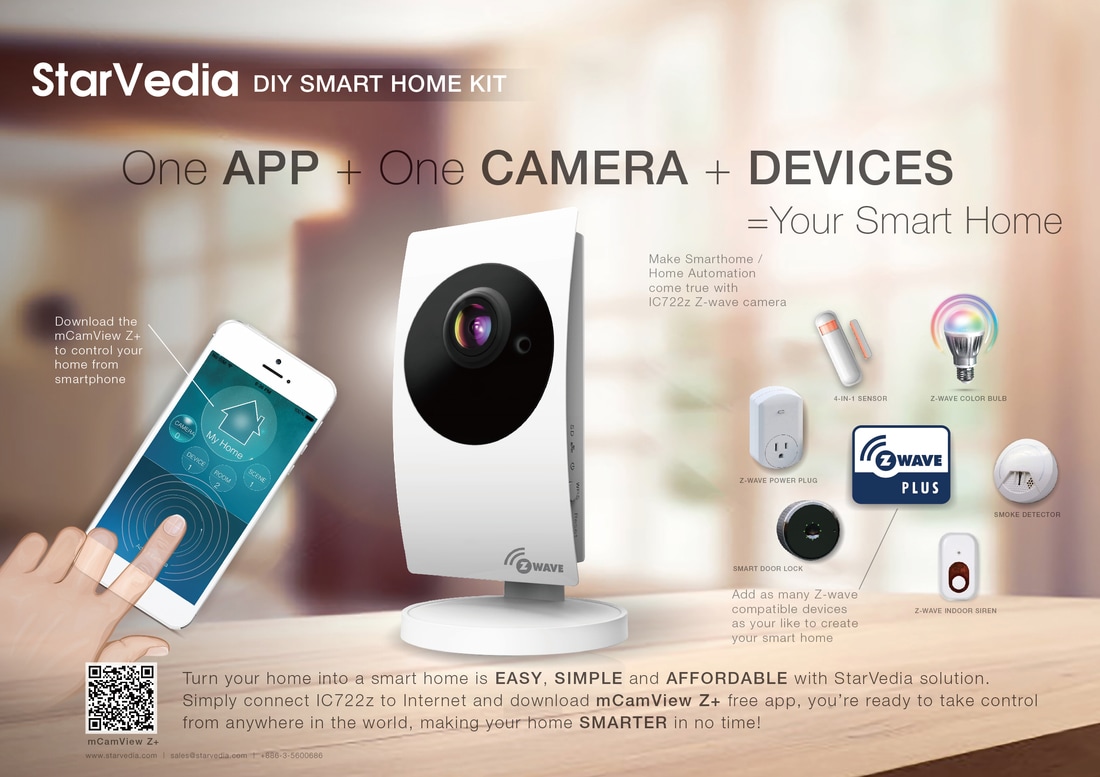 StarVedia DIY SMART HOME KIT
One APP + One CAMERA + DEVICES
=Your Smart Home
Make Smarthome /
Home Automation
come true with
IC722z Z-wave camera
Download the
mCamView Z+
to control your
home from
smartphone
My Home
CAMERA
0
DEVICE
1
ROOM
2
SCENE
1
Z WAVE
4-IN-1 SENSOR
Z-WAVE COLOR BULB
Z-WAVE POWER PLUG
Z WAVE
PLUS
SMOKE DETECTOR
SMART DOOR LOCK
Z-WAVE INDOOR SIREN
Add as many Z-wave
compatible devices
as your like to create
your smart home
Turn your home into a smart home is EASY, SIMPLE and AFFORDABLE with StarVedia solution.
Simply connect IC722z to Internet and download mCamView Z+ free app, you're ready to take control
from anywhere in the world, making your home SMARTER in no time!
mCamView Z+
www.starvedia.com | sales@starvedia.com | +886-3-5600686